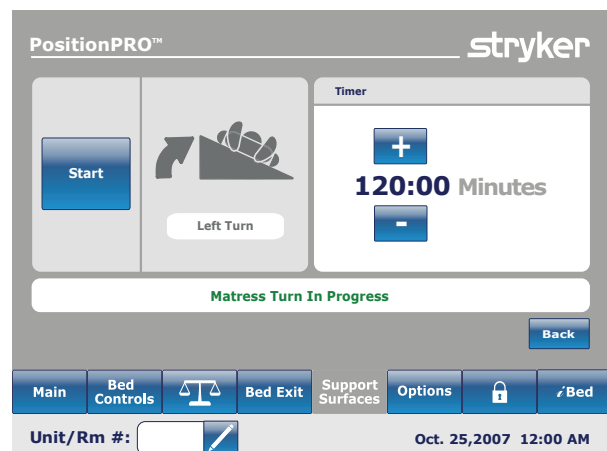 PositionPRO™
stryker
Timer
Start
+
120:00 Minutes
-
Left Turn
Matress Turn In Progress
Back
Main
Bed
Controls
Bed Exit
Support
Surfaces
Options
iBed
Unit/Rm #:
Oct. 25,2007 12:00 AM